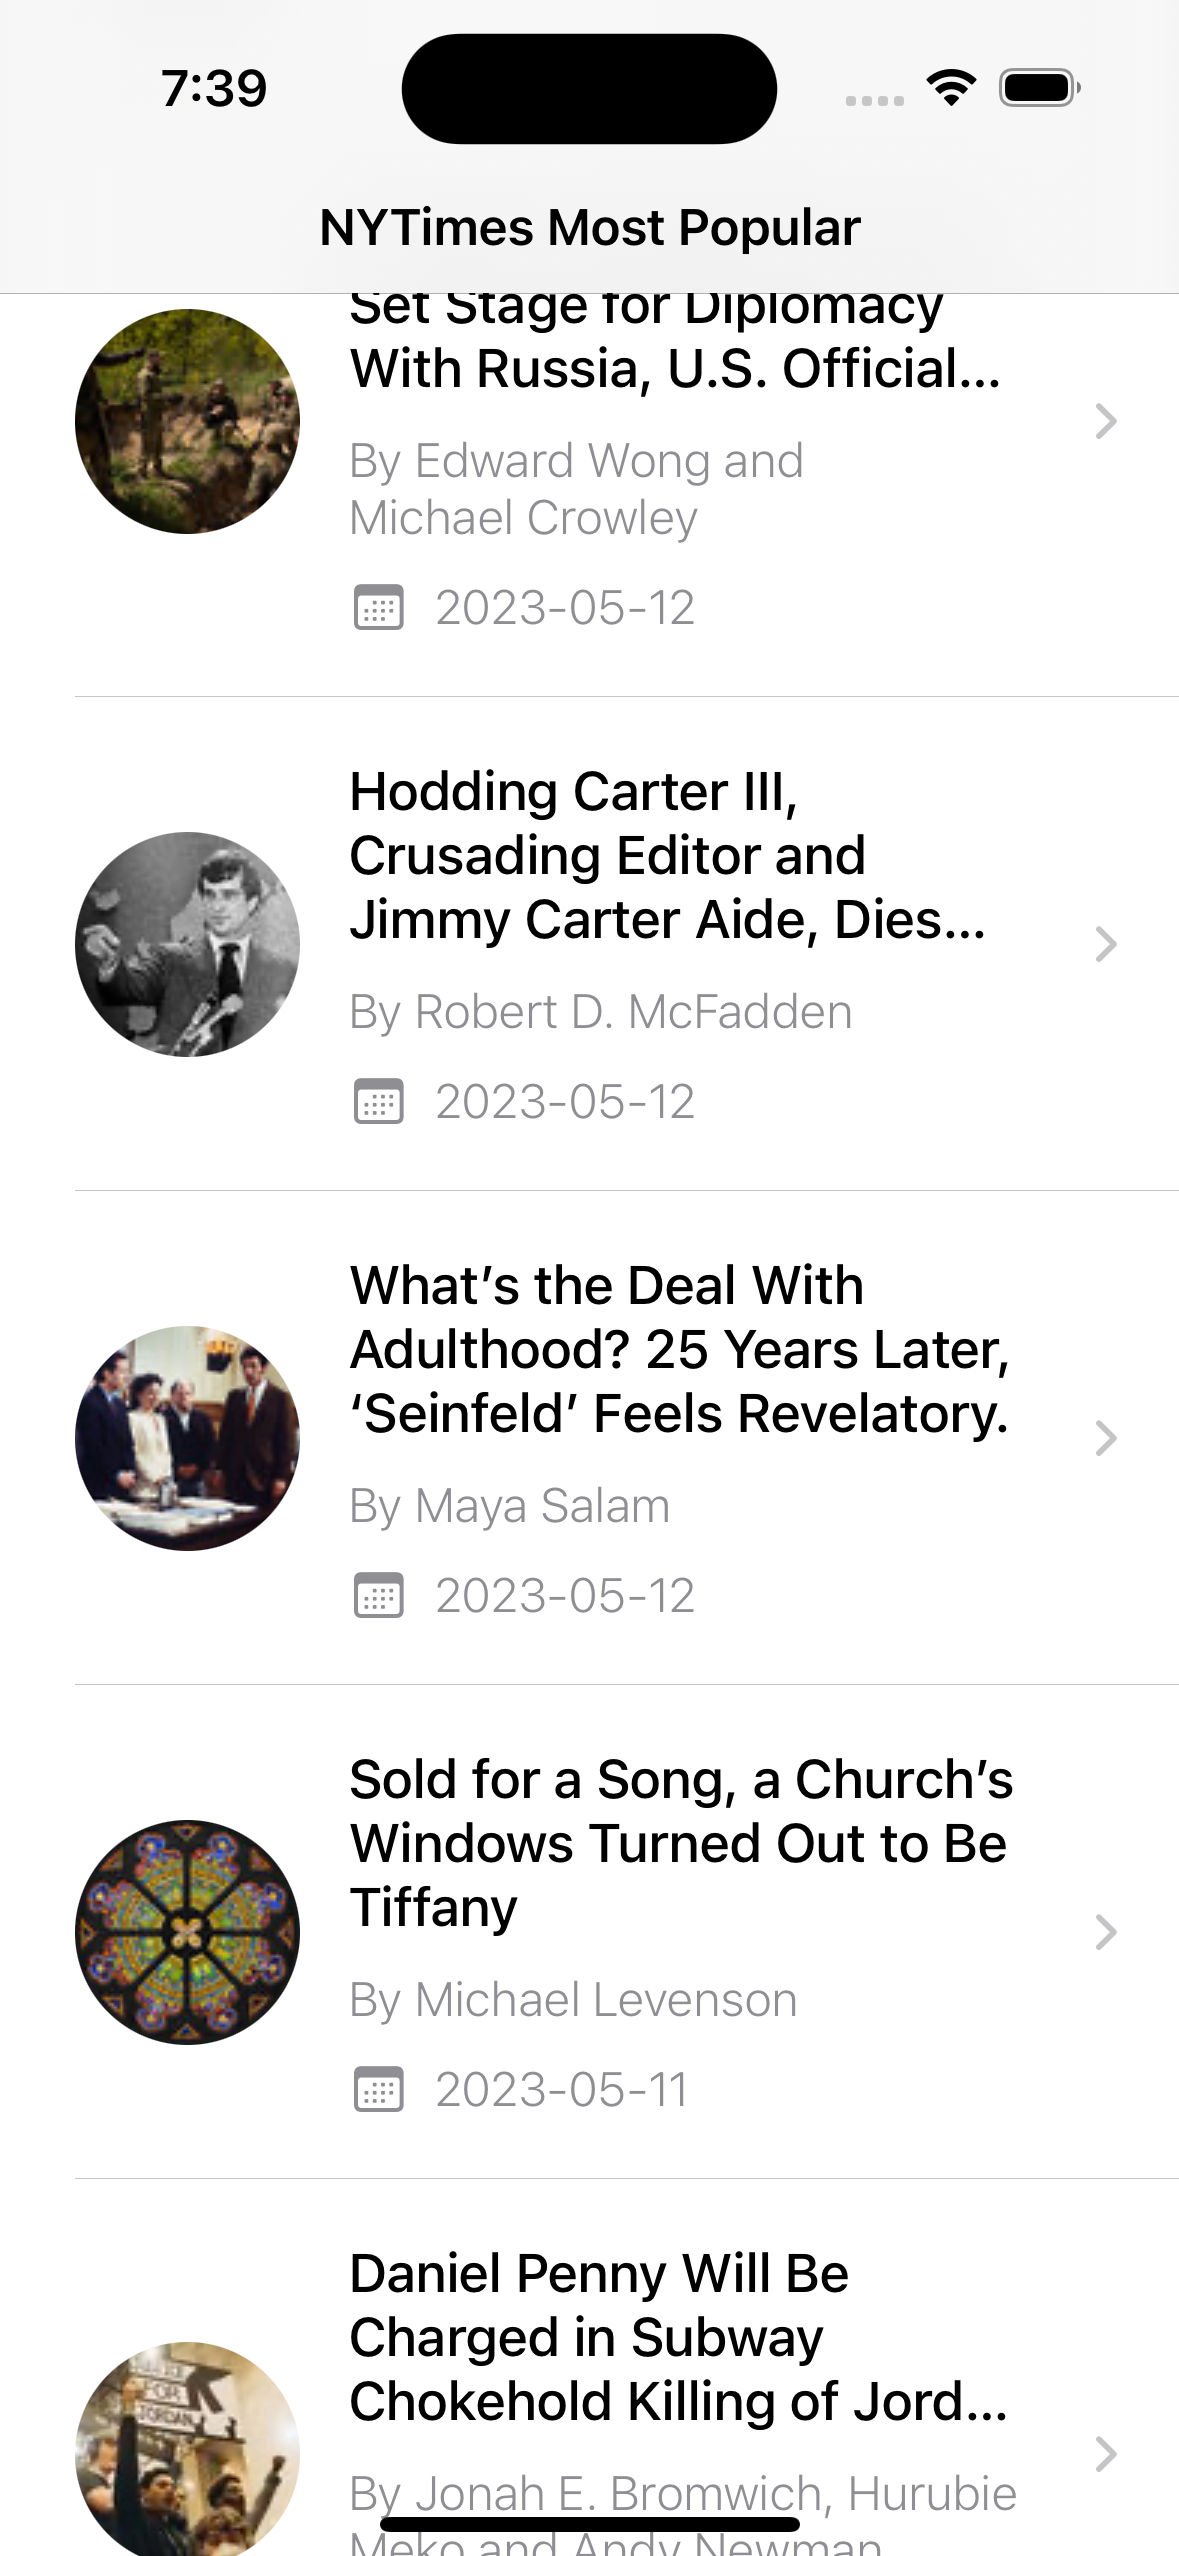 7:39
NYTimes Most Popular
Set Stage for Diplomacy
With Russia, U.S. Official...
By Edward Wong and
Michael Crowley
2023-05-12
Hodding Carter III,
Crusading Editor and
Jimmy Carter Aide, Dies...
By Robert D. McFadden
2023-05-12
What’s the Deal With
Adulthood? 25 Years Later,
‘Seinfeld’ Feels Revelatory.
By Maya Salam
2023-05-12
Sold for a Song, a Church’s
Windows Turned Out to Be
Tiffany
By Michael Levenson
2023-05-11
Daniel Penny Will Be
Charged in Subway
Chokehold Killing of Jord...
FOR
JORDAN
By Jonah E. Bromwich, Hurubie
Meko and Andy Newman